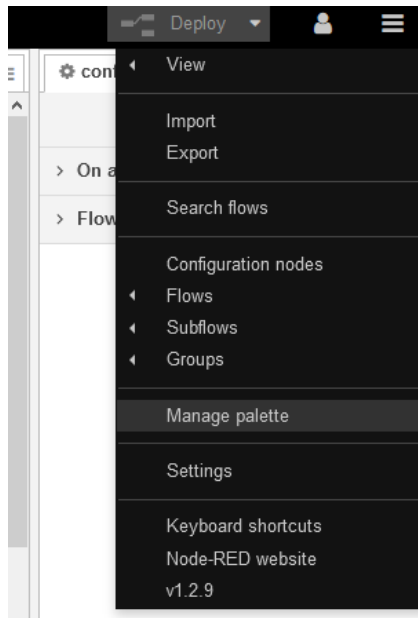 Deploy
conf
View
Import
Export
On a
Search flows
Flow
Configuration nodes
Flows
Subflows
Groups
Manage palette
Settings
Keyboard shortcuts
Node-RED website
v1.2.9